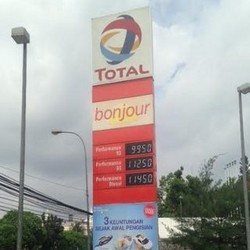 TOTAL
bonjour
Performance 92 9950
Performance 95 11250
Performance Diesel 11450
3 KEUNTUNGAN
SEJAK AWAL PENGISIAN